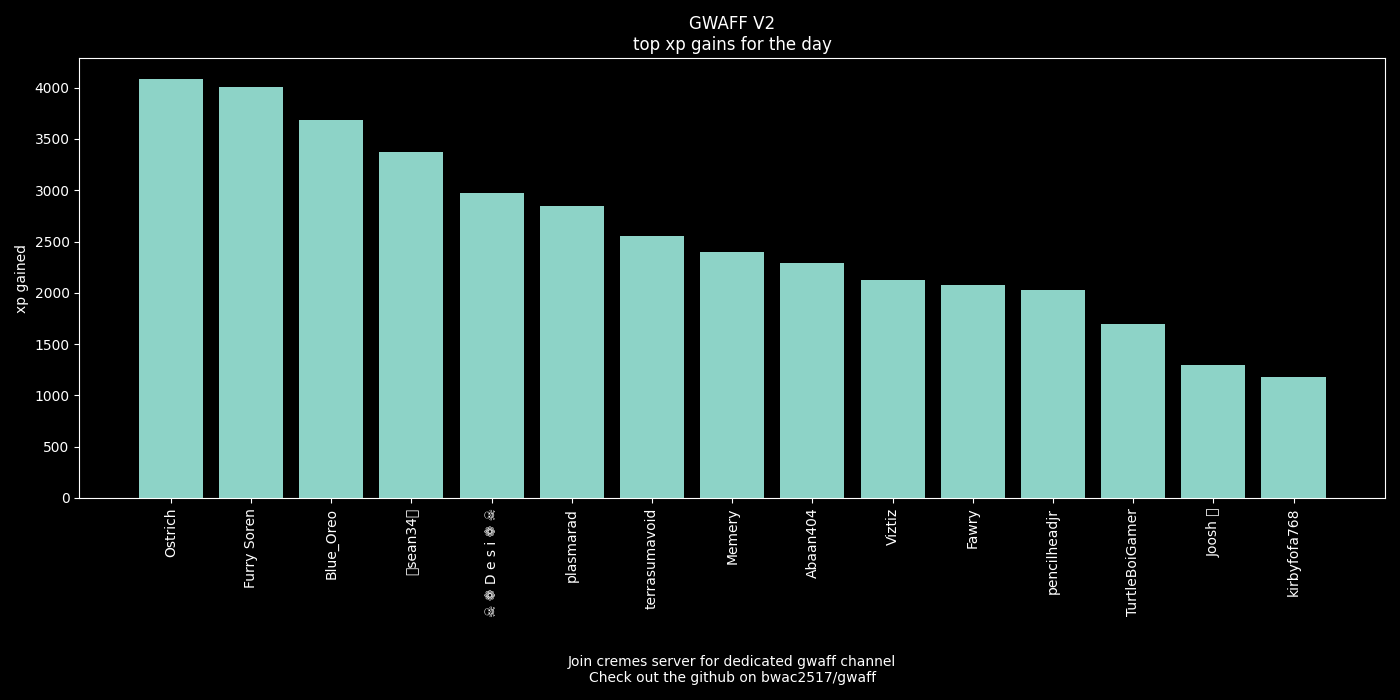 GWAFF V2
top xp gains for the day
xp gained
4000
3500
3000
2500
2000
1500
1000
500
0
Ostrich
Furry Soren
Blue_Oreo
▯sean34▯
☠ ❁ D e s i ❁ ☠
plasmarad
terrasumavoid
Memery
Abaan404
Viztiz
Fawry
pencilheadjr
TurtleBoiGamer
Joosh ▯
kirbyfofa768
Join cremes server for dedicated gwaff channel
Check out the github on bwac2517/gwaff